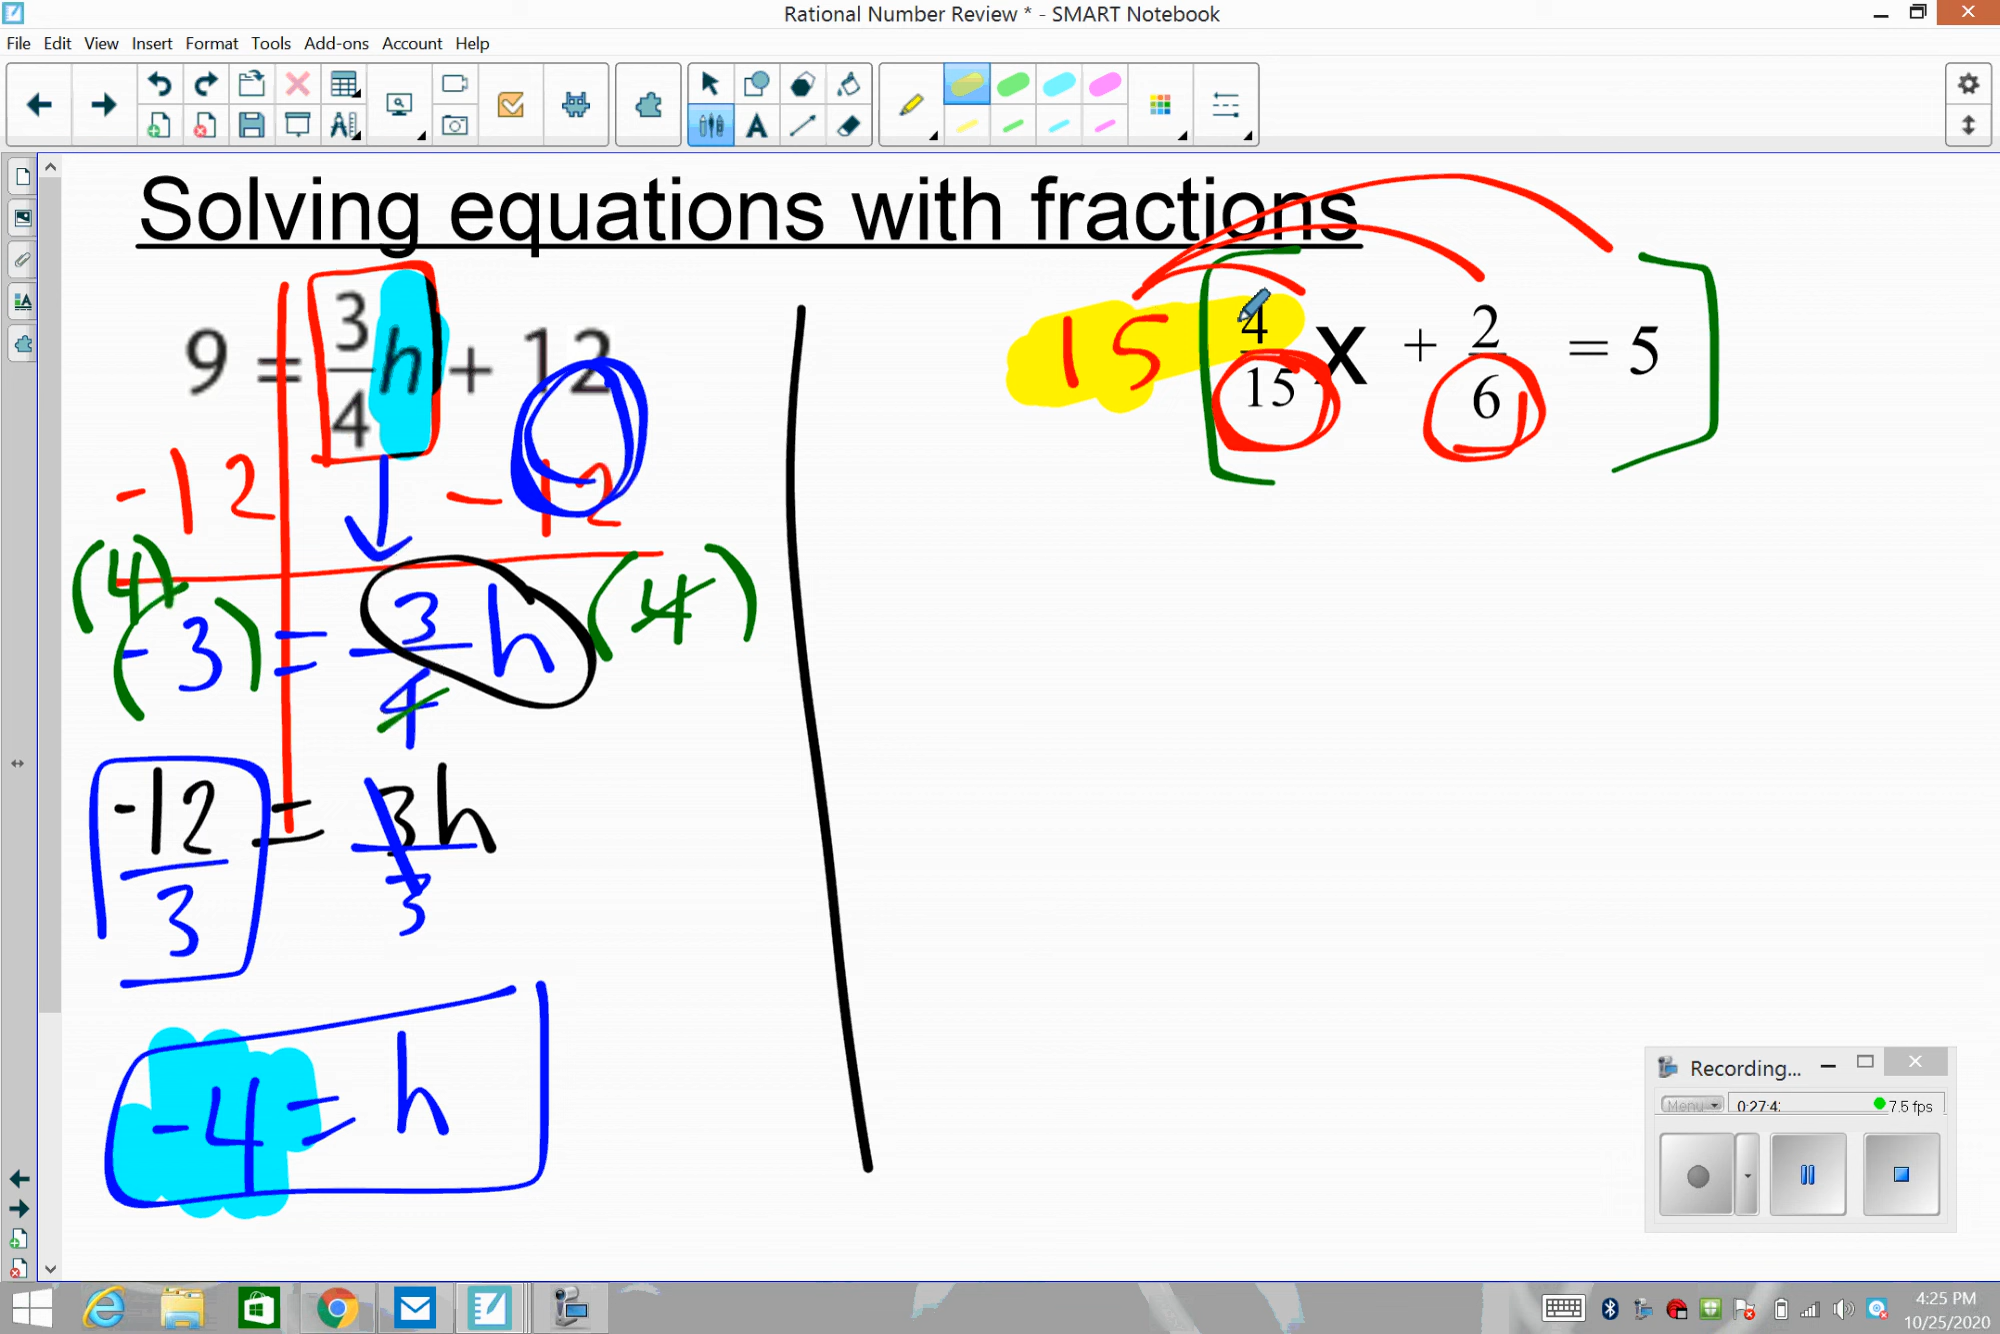 Rational Number Review * - SMART Notebook
File Edit View Insert Format Tools Add-ons Account Help
Solving equations with fractions
9 = 3/4 h + 12
-12 - 12
(4) (-3) = 3/4 h (4)
-12/3 = 3h/3
-4 = h
15 [ 4/15 x + 2/6 = 5 ]
Recording...
Menu 0:27:4 7.5 fps
4:25 PM
10/25/2020